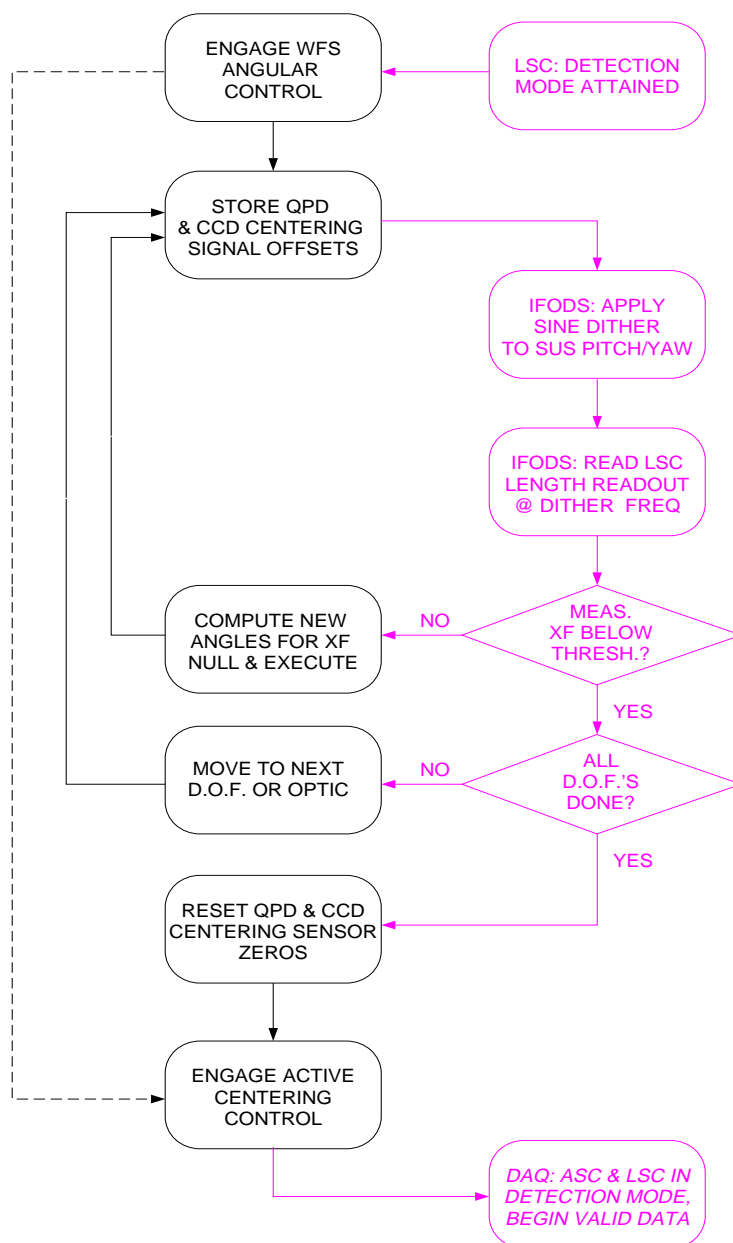 ENGAGE WFS
ANGULAR
CONTROL
LSC: DETECTION
MODE ATTAINED
STORE QPD
& CCD CENTERING
SIGNAL OFFSETS
IFODS: APPLY
SINE DITHER
TO SUS PITCH/YAW
IFODS: READ LSC
LENGTH READOUT
@ DITHER FREQ
MEAS.
XF BELOW
THRESH.?
NO
COMPUTE NEW
ANGLES FOR XF
NULL & EXECUTE
YES
ALL
D.O.F.'S
DONE?
NO
MOVE TO NEXT
D.O.F. OR OPTIC
YES
RESET QPD & CCD
CENTERING SENSOR
ZEROS
ENGAGE ACTIVE
CENTERING
CONTROL
DAQ: ASC & LSC IN
DETECTION MODE,
BEGIN VALID DATA